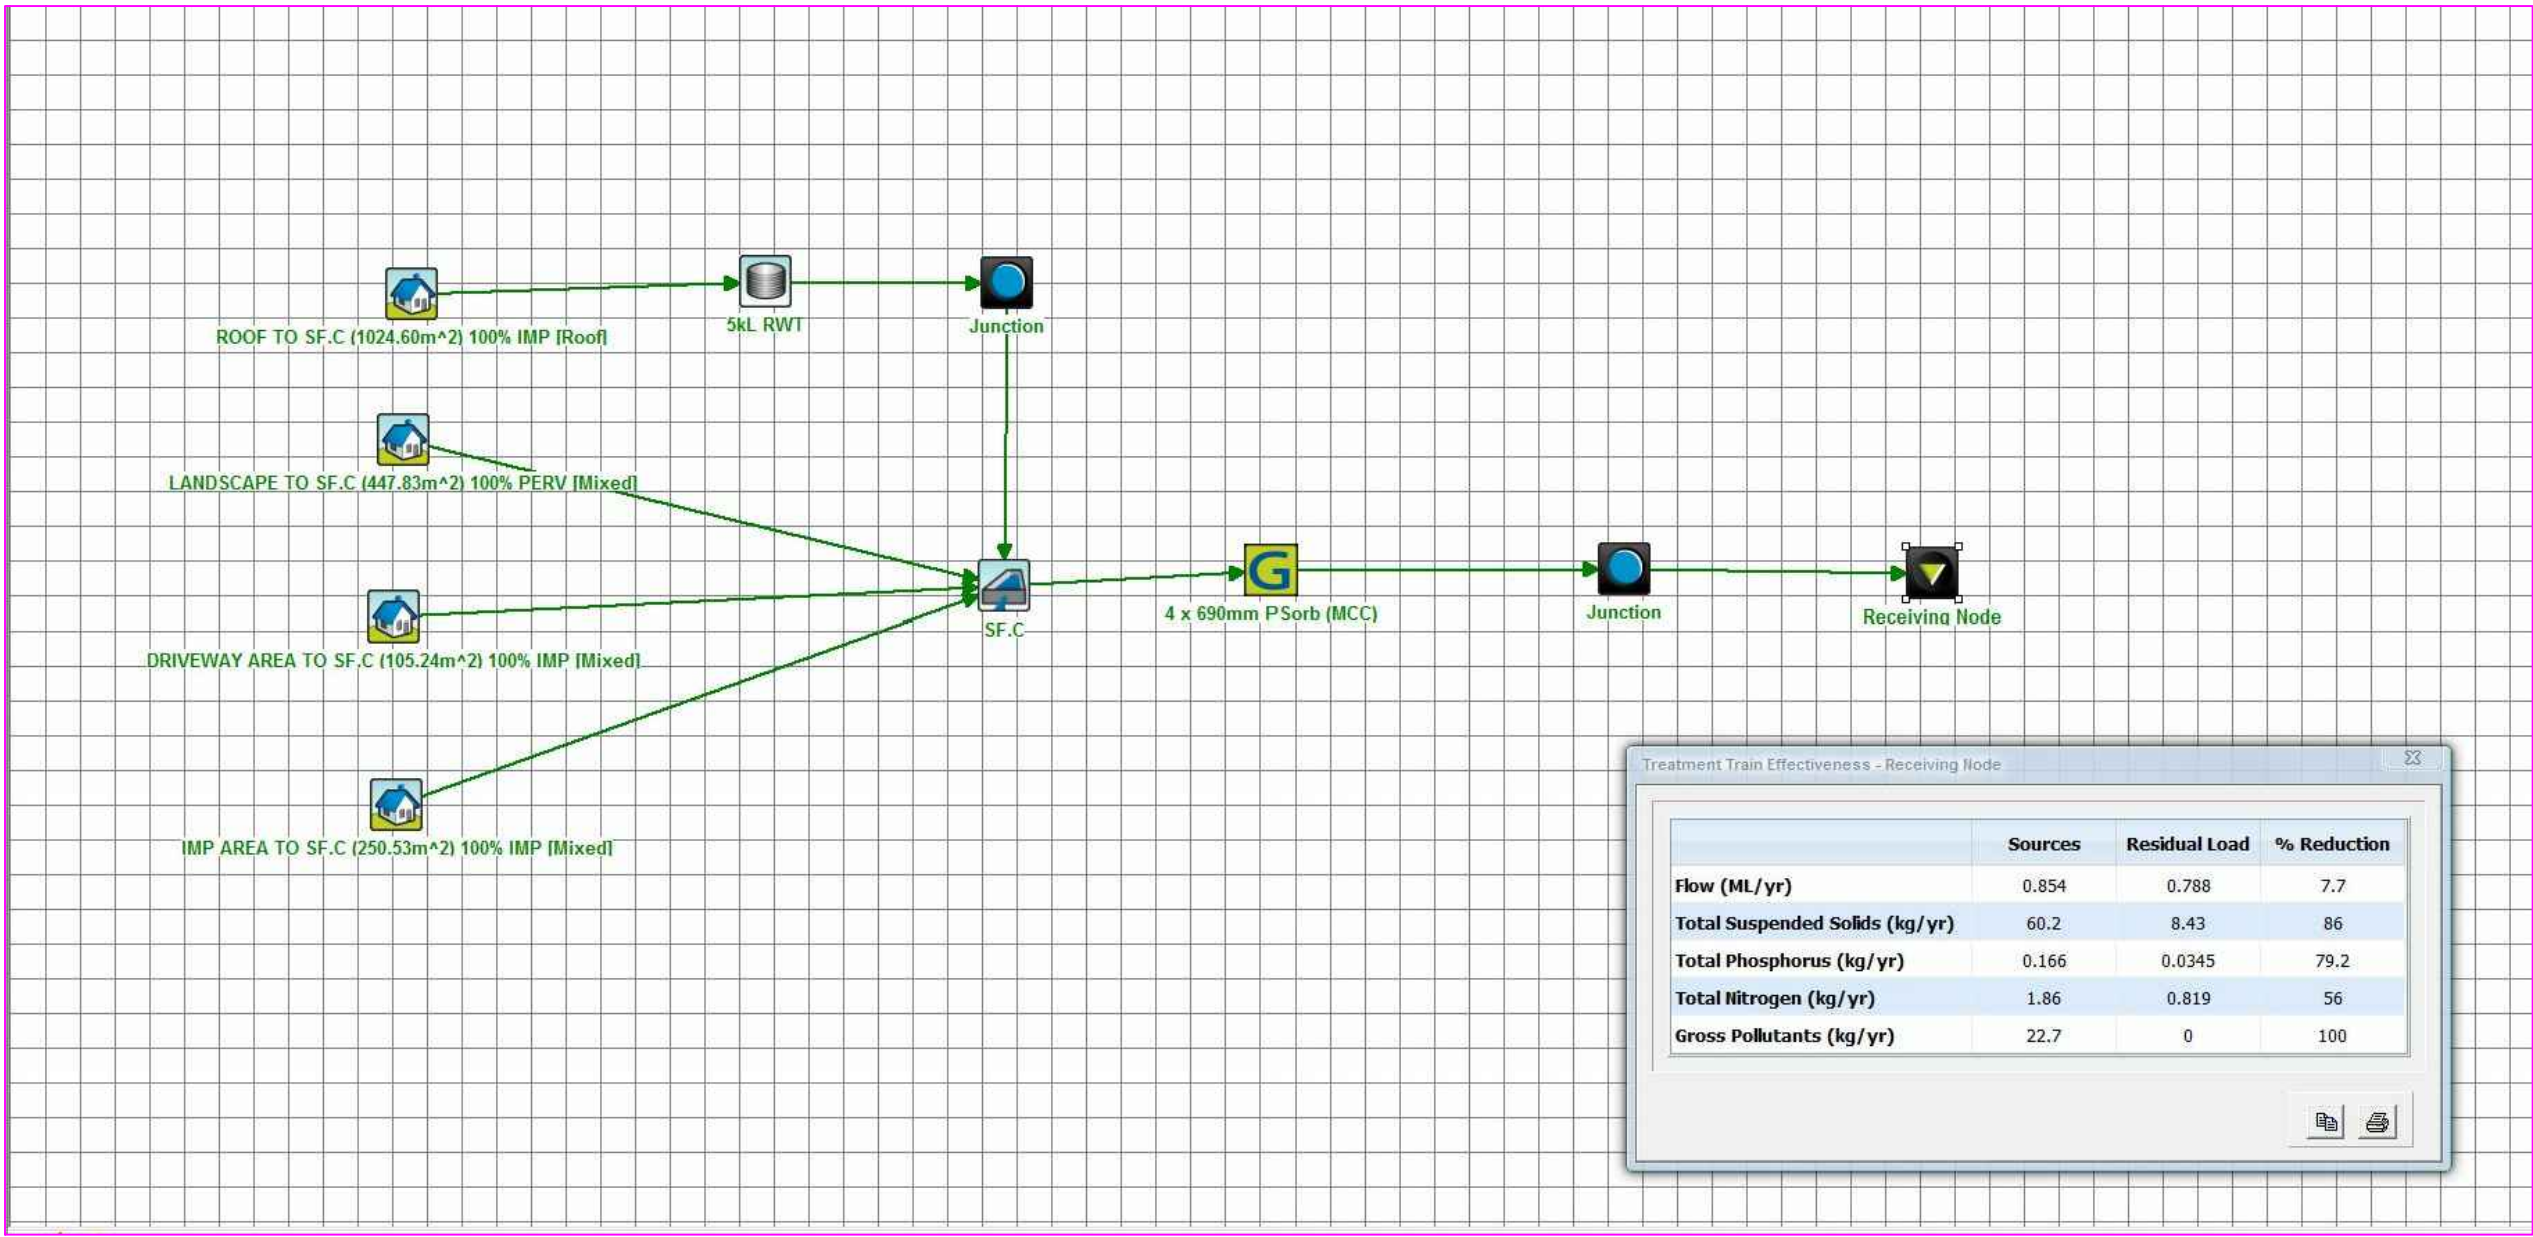 ROOF TO SF.C (1024.60m^2) 100% IMP [Roof]
5kL RWT
Junction
LANDSCAPE TO SF.C (447.83m^2) 100% PERV [Mixed]
DRIVEWAY AREA TO SF.C (105.24m^2) 100% IMP [Mixed]
SF.C
G
4 x 690mm PSorb (MCC)
Junction
Receiving Node
IMP AREA TO SF.C (250.53m^2) 100% IMP [Mixed]
Treatment Train Effectiveness - Receiving Node
Sources Residual Load % Reduction
Flow (ML/yr) 0.854 0.788 7.7
Total Suspended Solids (kg/yr) 60.2 8.43 86
Total Phosphorus (kg/yr) 0.166 0.0345 79.2
Total Nitrogen (kg/yr) 1.86 0.819 56
Gross Pollutants (kg/yr) 22.7 0 100